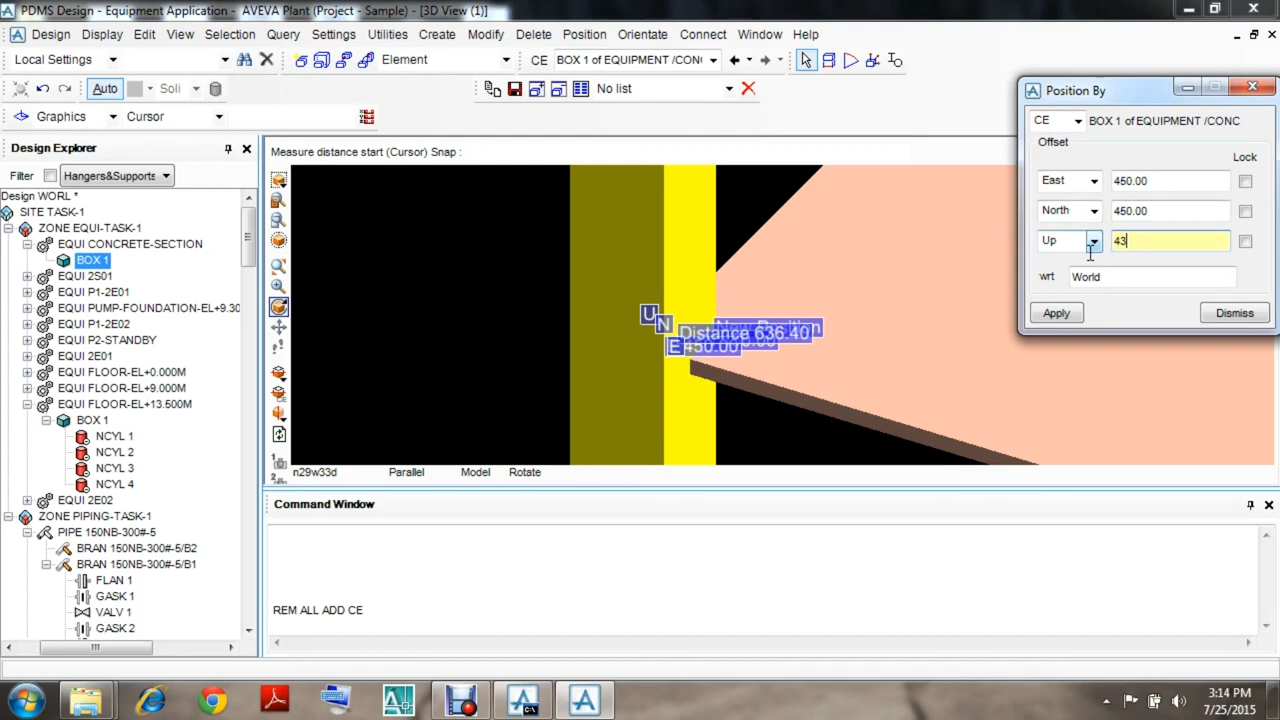 PDMS Design - Equipment Application - AVEVA Plant (Project - Sample) - [3D View (1)]
Design Display Edit View Selection Query Settings Utilities Create Modify Delete Position Orientate Connect Window Help
Local Settings Element CE BOX 1 of EQUIPMENT /CON(
Auto Soli No list
Graphics Cursor
Design Explorer
Filter Hangers&Supports
Design WORL *
SITE TASK-1
ZONE EQUI-TASK-1
EQUI CONCRETE-SECTION
BOX 1
EQUI 2S01
EQUI P1-2E01
EQUI PUMP-FOUNDATION-EL+9.30
EQUI P1-2E02
EQUI P2-STANDBY
EQUI 2E01
EQUI FLOOR-EL+0.000M
EQUI FLOOR-EL+9.000M
EQUI FLOOR-EL+13.500M
BOX 1
NCYL 1
NCYL 2
NCYL 3
NCYL 4
EQUI 2E02
ZONE PIPING-TASK-1
PIPE 150NB-300#-5
BRAN 150NB-300#-5/B2
BRAN 150NB-300#-5/B1
FLAN 1
GASK 1
VALV 1
GASK 2
Measure distance start (Cursor) Snap :
U
N
New Position
Distance 636.40
E 450.00
n29w33d Parallel Model Rotate
Command Window
REM ALL ADD CE
Position By
CE BOX 1 of EQUIPMENT /CONC
Offset
Lock
East 450.00
North 450.00
Up 43
wrt World
Apply Dismiss
3:14 PM
7/25/2015